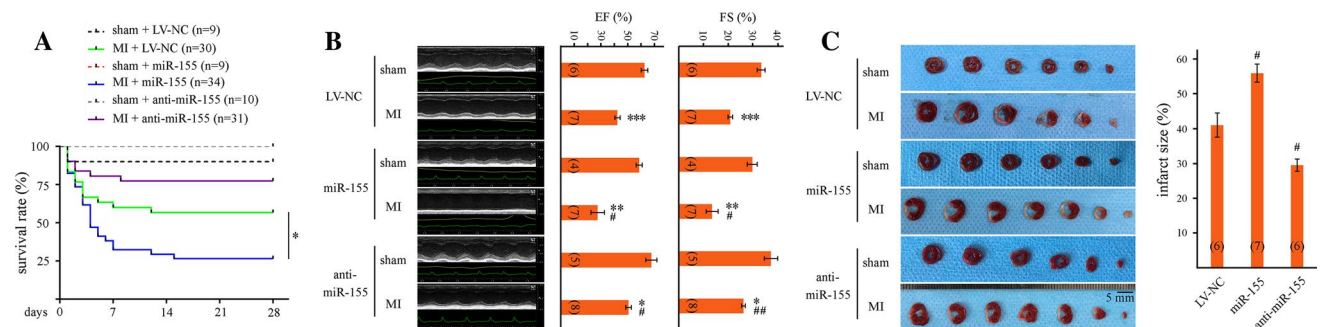 A
sham + LV-NC (n=9)
MI + LV-NC (n=30)
sham + miR-155 (n=9)
MI + miR-155 (n=34)
sham + anti-miR-155 (n=10)
MI + anti-miR-155 (n=31)
survival rate (%)
100
75
50
25
days
0
7
14
21
28
*
B
EF (%)
FS (%)
10
30
50
70
10
20
30
40
LV-NC
sham
(6)
(6)
MI
(7)
***
(7)
***
miR-155
sham
(4)
(4)
MI
(7)
**
#
(7)
**
#
anti-
miR-155
sham
(5)
(5)
MI
(8)
*
#
(8)
*
##
C
LV-NC
sham
MI
miR-155
sham
MI
anti-
miR-155
sham
MI
5 mm
infarct size (%)
60
50
40
30
20
10
#
#
(6)
(7)
(6)
LV-NC
miR-155
anti-miR-155